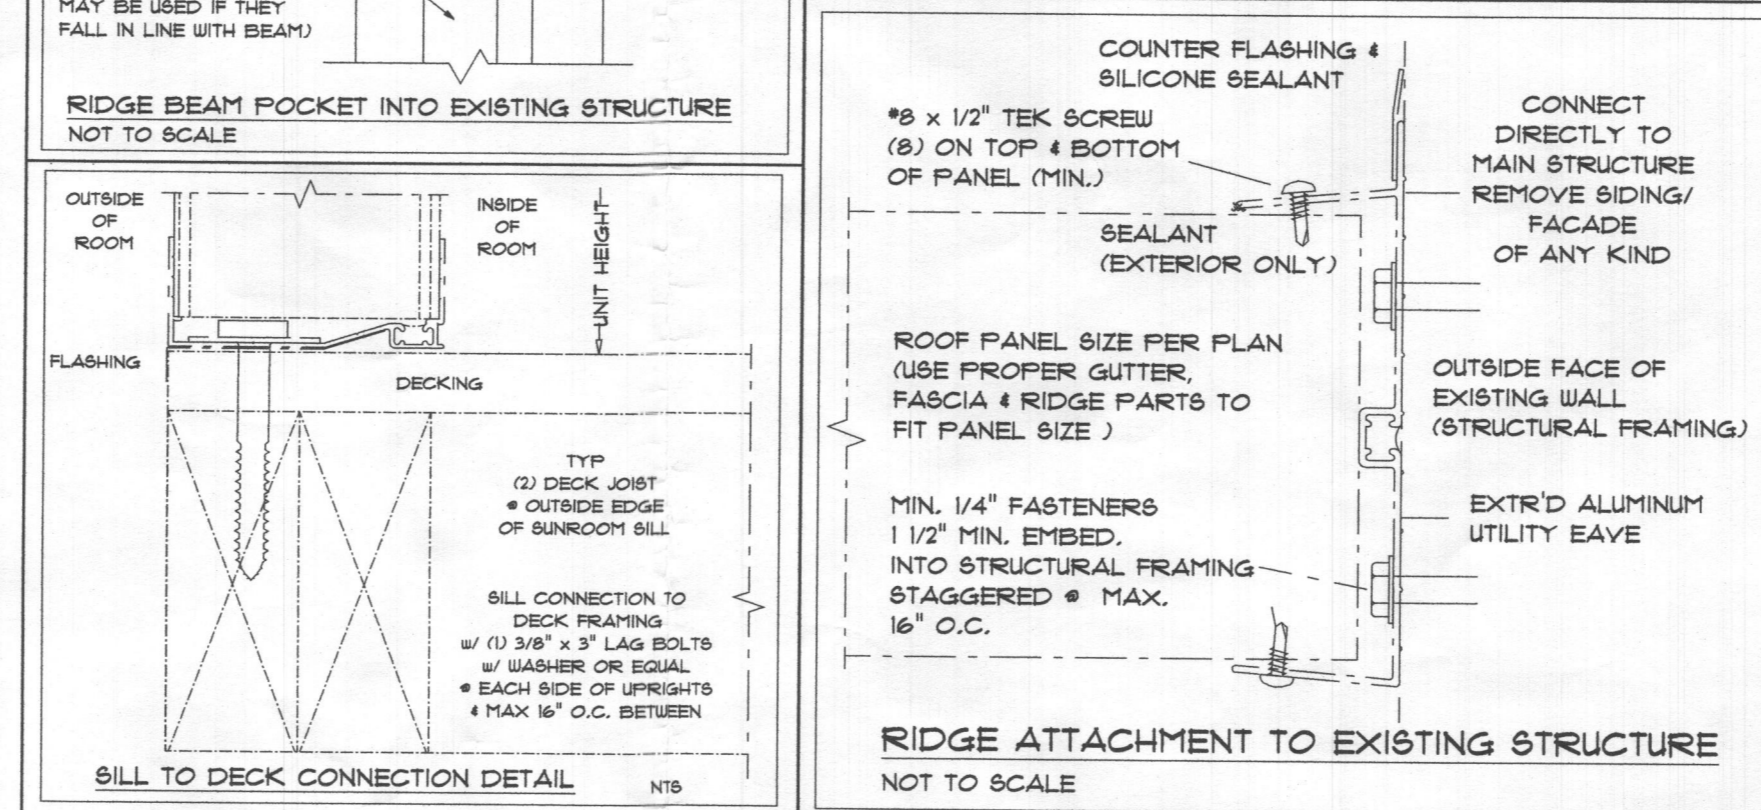 MAY BE USED IF THEY
FALL IN LINE WITH BEAM)
RIDGE BEAM POCKET INTO EXISTING STRUCTURE
NOT TO SCALE
OUTSIDE
OF
ROOM
INSIDE
OF
ROOM
UNIT HEIGHT
FLASHING
DECKING
TYP
(2) DECK JOIST
@ OUTSIDE EDGE
OF SUNROOM SILL
SILL CONNECTION TO
DECK FRAMING
w/ (1) 3/8" x 3" LAG BOLTS
w/ WASHER OR EQUAL
@ EACH SIDE OF UPRIGHTS
& MAX 16" O.C. BETWEEN
SILL TO DECK CONNECTION DETAIL
NTS
COUNTER FLASHING &
SILICONE SEALANT
#8 x 1/2" TEK SCREW
(8) ON TOP & BOTTOM
OF PANEL (MIN.)
CONNECT
DIRECTLY TO
MAIN STRUCTURE
REMOVE SIDING/
FACADE
OF ANY KIND
SEALANT
(EXTERIOR ONLY)
ROOF PANEL SIZE PER PLAN
(USE PROPER GUTTER,
FASCIA & RIDGE PARTS TO
FIT PANEL SIZE )
OUTSIDE FACE OF
EXISTING WALL
(STRUCTURAL FRAMING)
MIN. 1/4" FASTENERS
1 1/2" MIN. EMBED.
INTO STRUCTURAL FRAMING
STAGGERED @ MAX.
16" O.C.
EXTR'D ALUMINUM
UTILITY EAVE
RIDGE ATTACHMENT TO EXISTING STRUCTURE
NOT TO SCALE